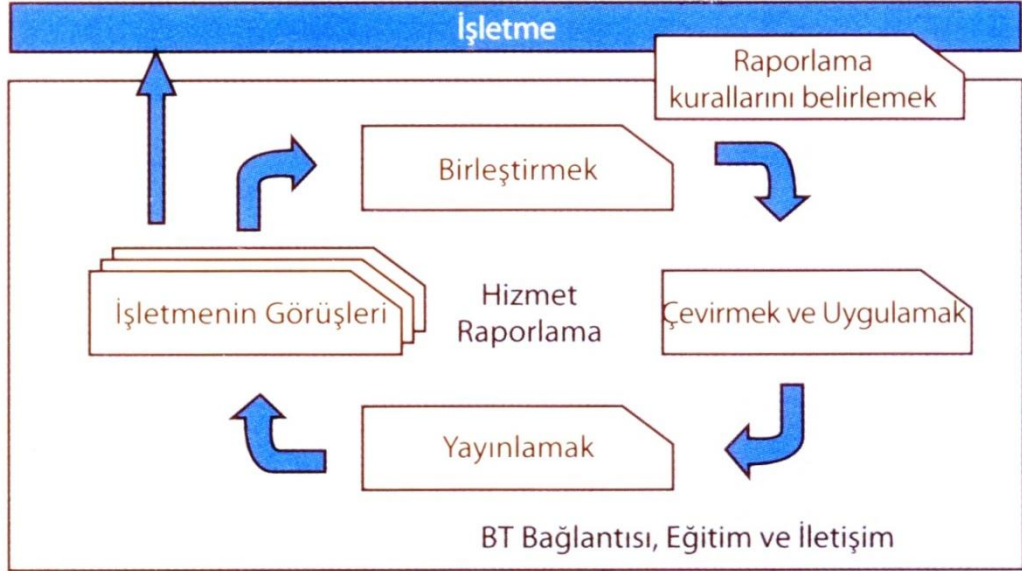 İşletme
Raporlama
kurallarını belirlemek
Birleştirmek
İşletmenin Görüşleri
Hizmet
Raporlama
Çevirmek ve Uygulamak
Yayınlamak
BT Bağlantısı, Eğitim ve İletişim